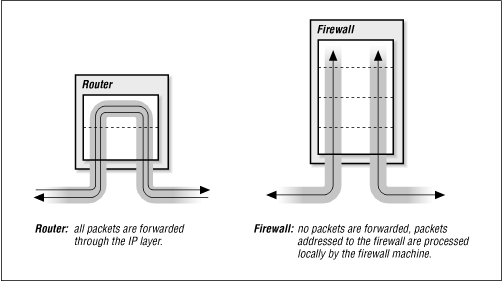 Router
Firewall
Router: all packets are forwarded
through the IP layer.
Firewall: no packets are forwarded, packets
addressed to the firewall are processed
locally by the firewall machine.